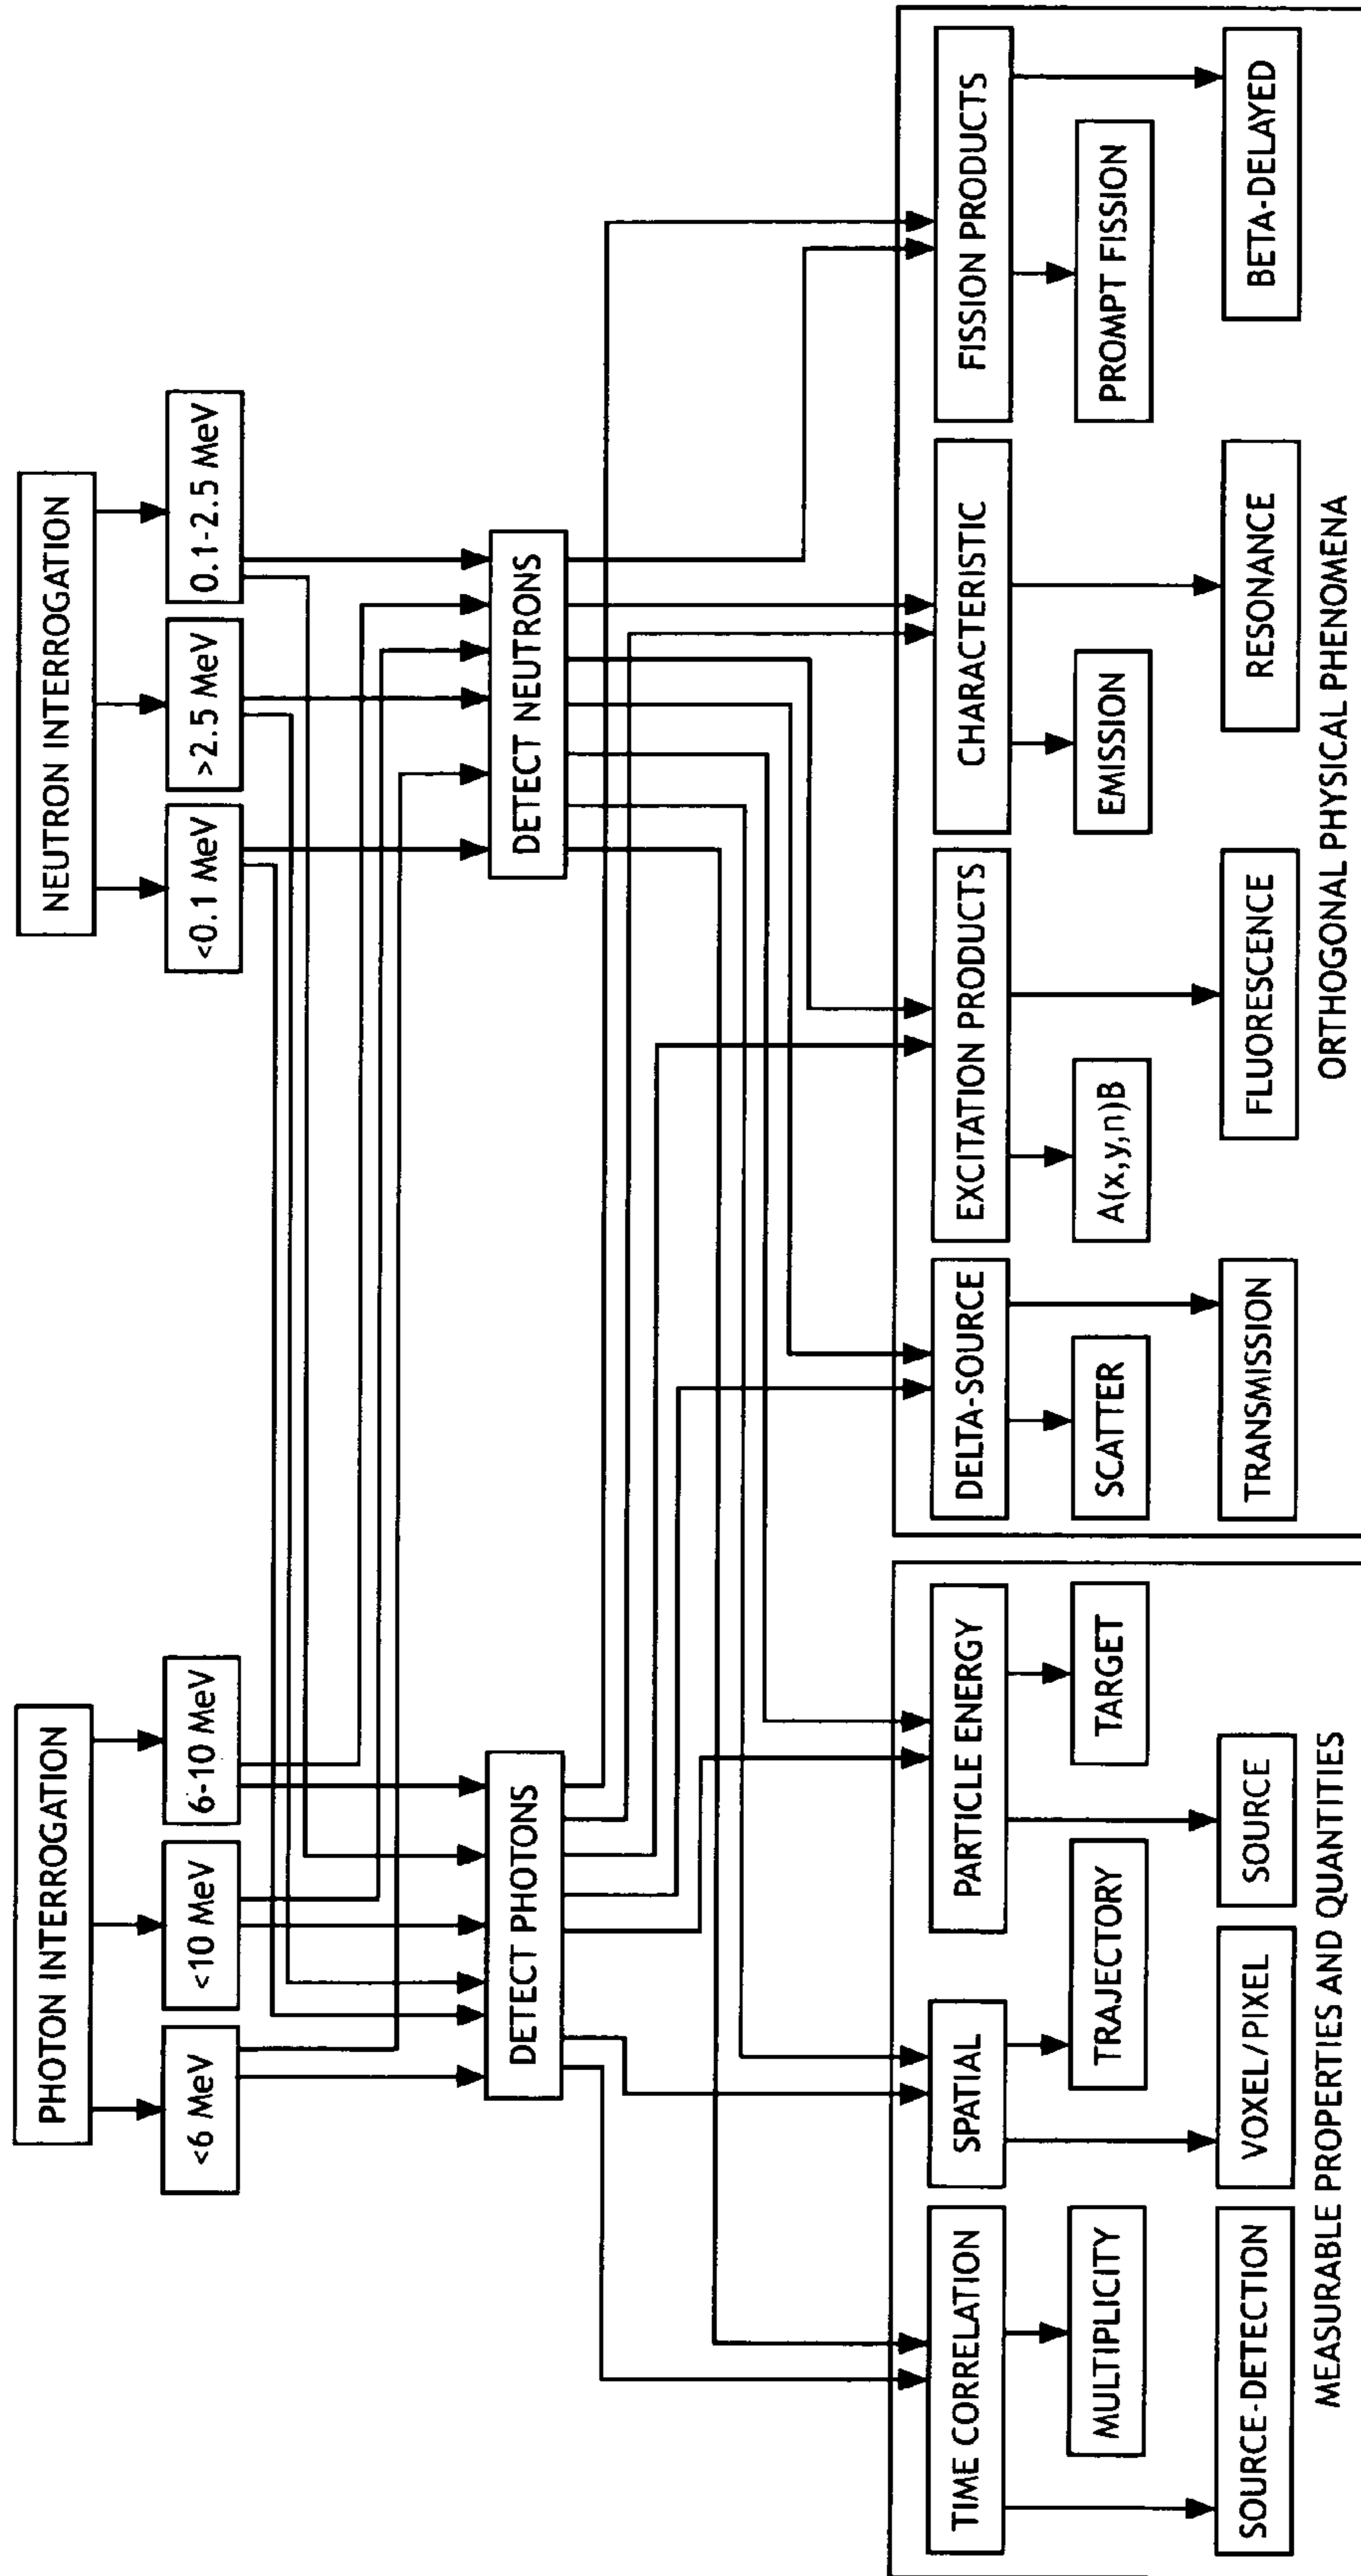 PHOTON INTERROGATION
NEUTRON INTERROGATION
<6 MeV
<10 MeV
6-10 MeV
<0.1 MeV
>2.5 MeV
0.1-2.5 MeV
DETECT PHOTONS
DETECT NEUTRONS
TIME CORRELATION
SPATIAL
PARTICLE ENERGY
DELTA-SOURCE
EXCITATION PRODUCTS
CHARACTERISTIC
FISSION PRODUCTS
MULTIPLICITY
TRAJECTORY
TARGET
SCATTER
A(x,y,n)B
EMISSION
PROMPT FISSION
SOURCE-DETECTION
VOXEL/PIXEL
SOURCE
TRANSMISSION
FLUORESCENCE
RESONANCE
BETA-DELAYED
MEASURABLE PROPERTIES AND QUANTITIES
ORTHOGONAL PHYSICAL PHENOMENA